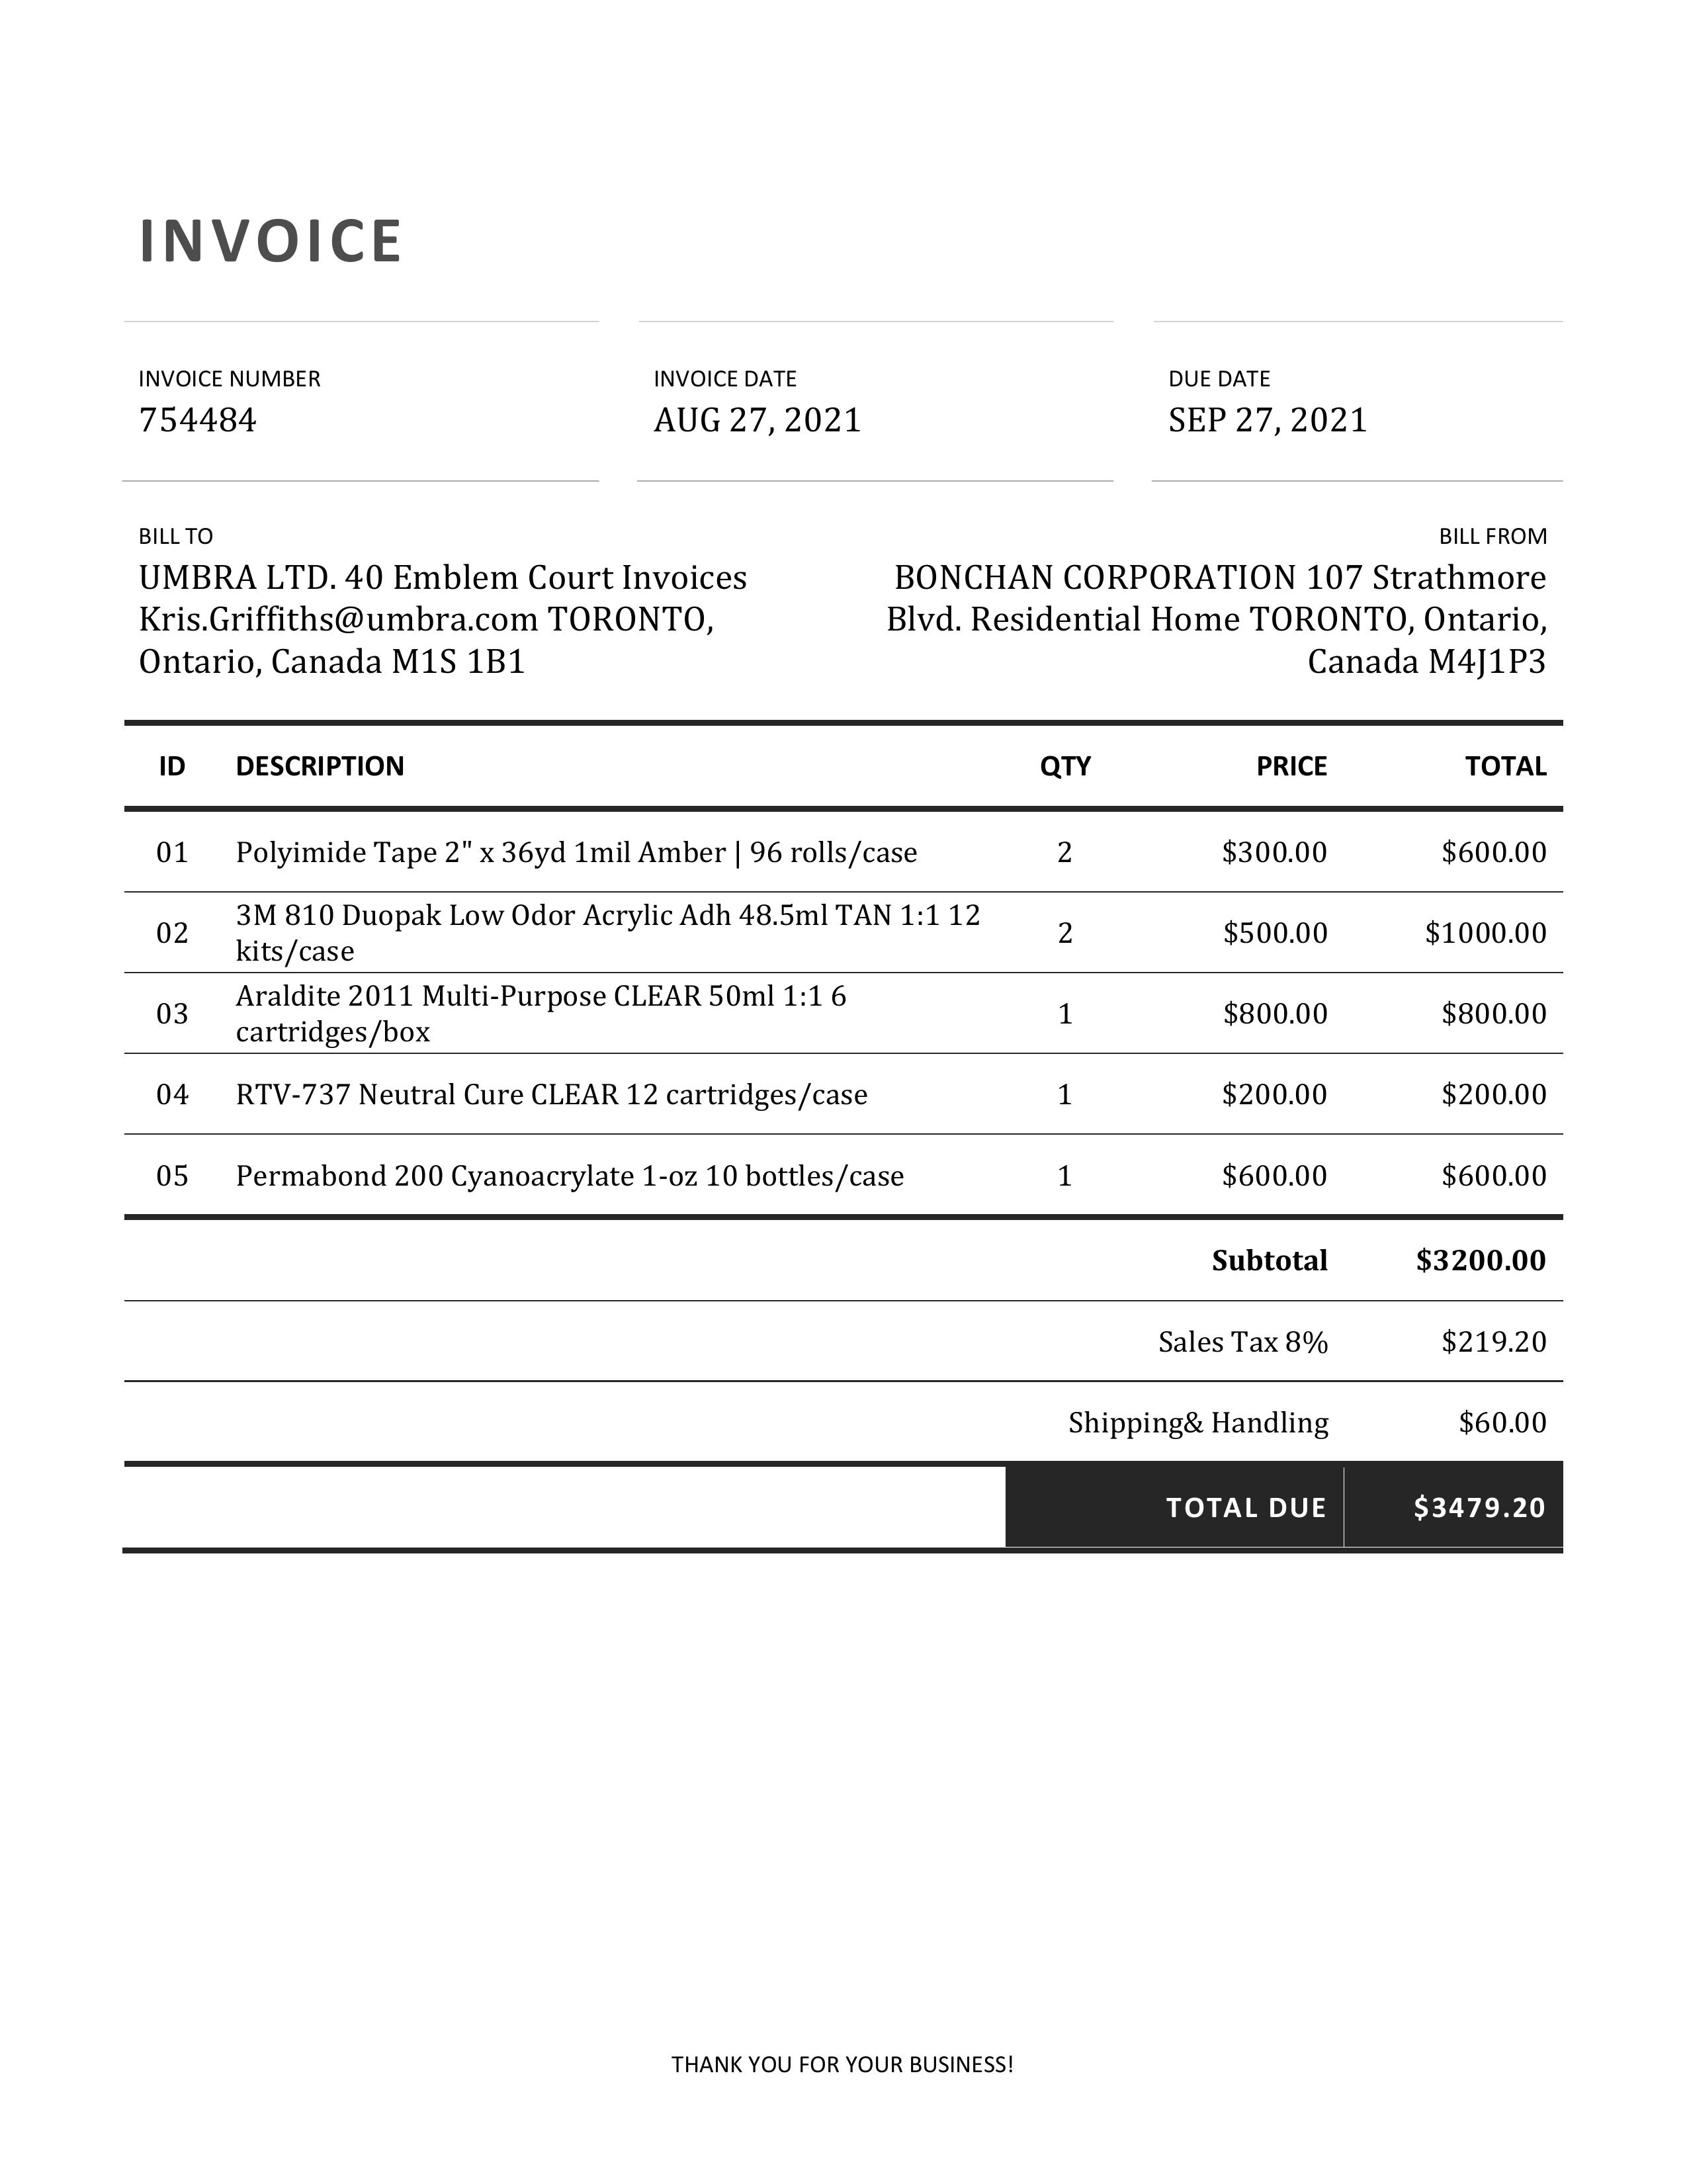 INVOICE
INVOICE NUMBER
754484
INVOICE DATE
AUG 27, 2021
DUE DATE
SEP 27, 2021
BILL TO
UMBRA LTD. 40 Emblem Court Invoices
Kris.Griffiths@umbra.com TORONTO,
Ontario, Canada M1S 1B1
BILL FROM
BONCHAN CORPORATION 107 Strathmore
Blvd. Residential Home TORONTO, Ontario,
Canada M4J1P3
ID DESCRIPTION QTY PRICE TOTAL
01 Polyimide Tape 2" x 36yd 1mil Amber | 96 rolls/case 2 $300.00 $600.00
02 3M 810 Duopak Low Odor Acrylic Adh 48.5ml TAN 1:1 12
kits/case 2 $500.00 $1000.00
03 Araldite 2011 Multi-Purpose CLEAR 50ml 1:1 6
cartridges/box 1 $800.00 $800.00
04 RTV-737 Neutral Cure CLEAR 12 cartridges/case 1 $200.00 $200.00
05 Permabond 200 Cyanoacrylate 1-oz 10 bottles/case 1 $600.00 $600.00
Subtotal $3200.00
Sales Tax 8% $219.20
Shipping& Handling $60.00
TOTAL DUE $3479.20
THANK YOU FOR YOUR BUSINESS!